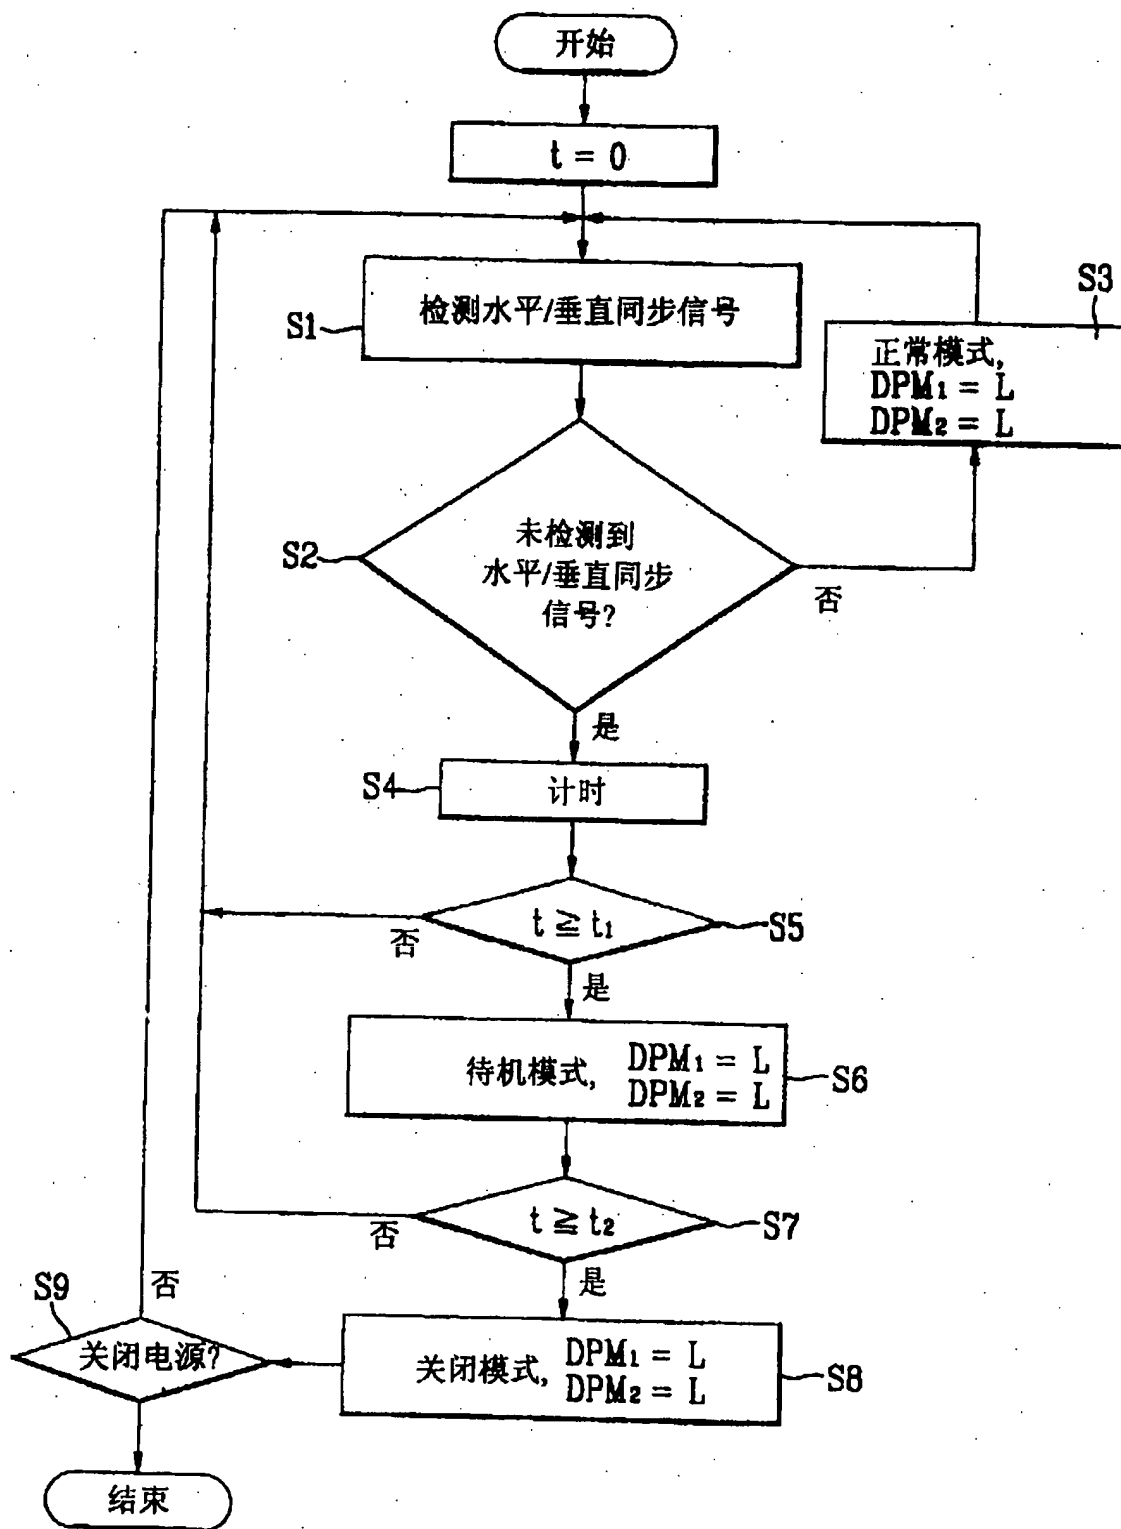 开始
t = 0
S1
检测水平/垂直同步信号
S3
正常模式,
DPM₁ = L
DPM₂ = L
S2
未检测到
水平/垂直同步
信号?
否
是
S4
计时
t ≧ t₁
S5
否
是
待机模式,
DPM₁ = L
DPM₂ = L
S6
t ≧ t₂
S7
否
是
S9
否
关闭电源?
关闭模式,
DPM₁ = L
DPM₂ = L
S8
结束